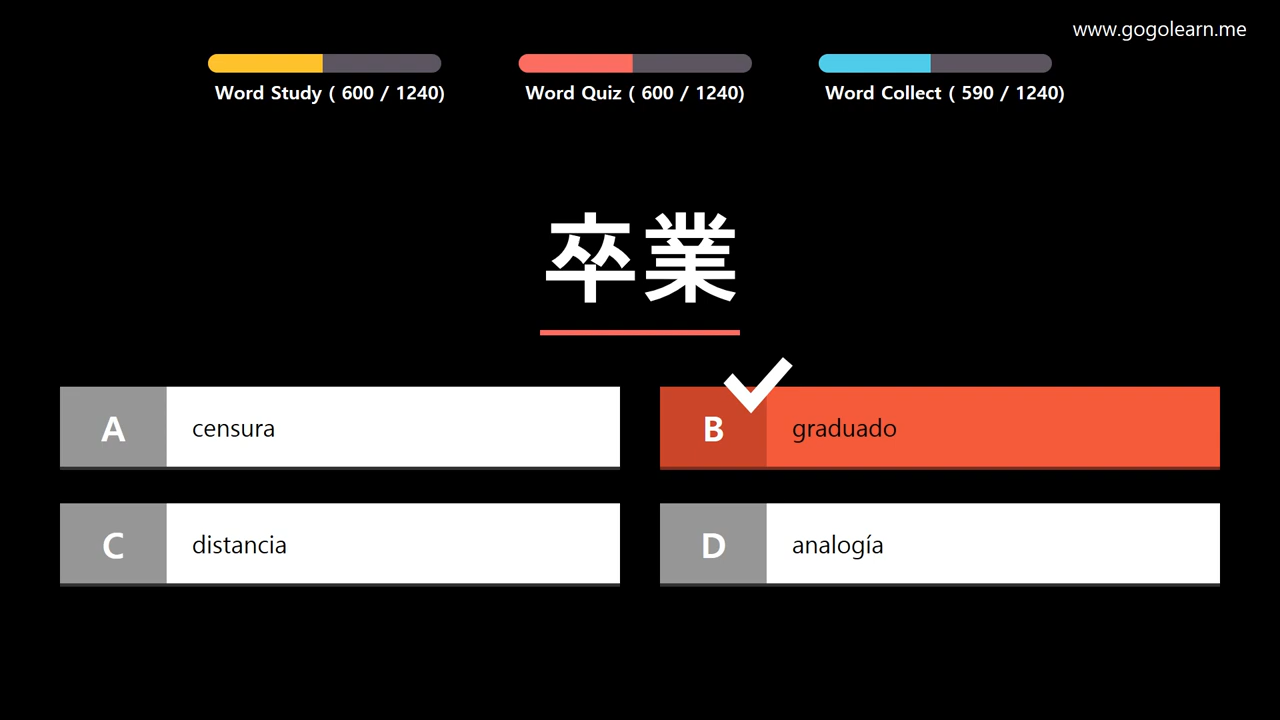 www.gogolearn.me
Word Study ( 600 / 1240)
Word Quiz ( 600 / 1240)
Word Collect ( 590 / 1240)
卒業
A censura
B graduado
C distancia
D analogía